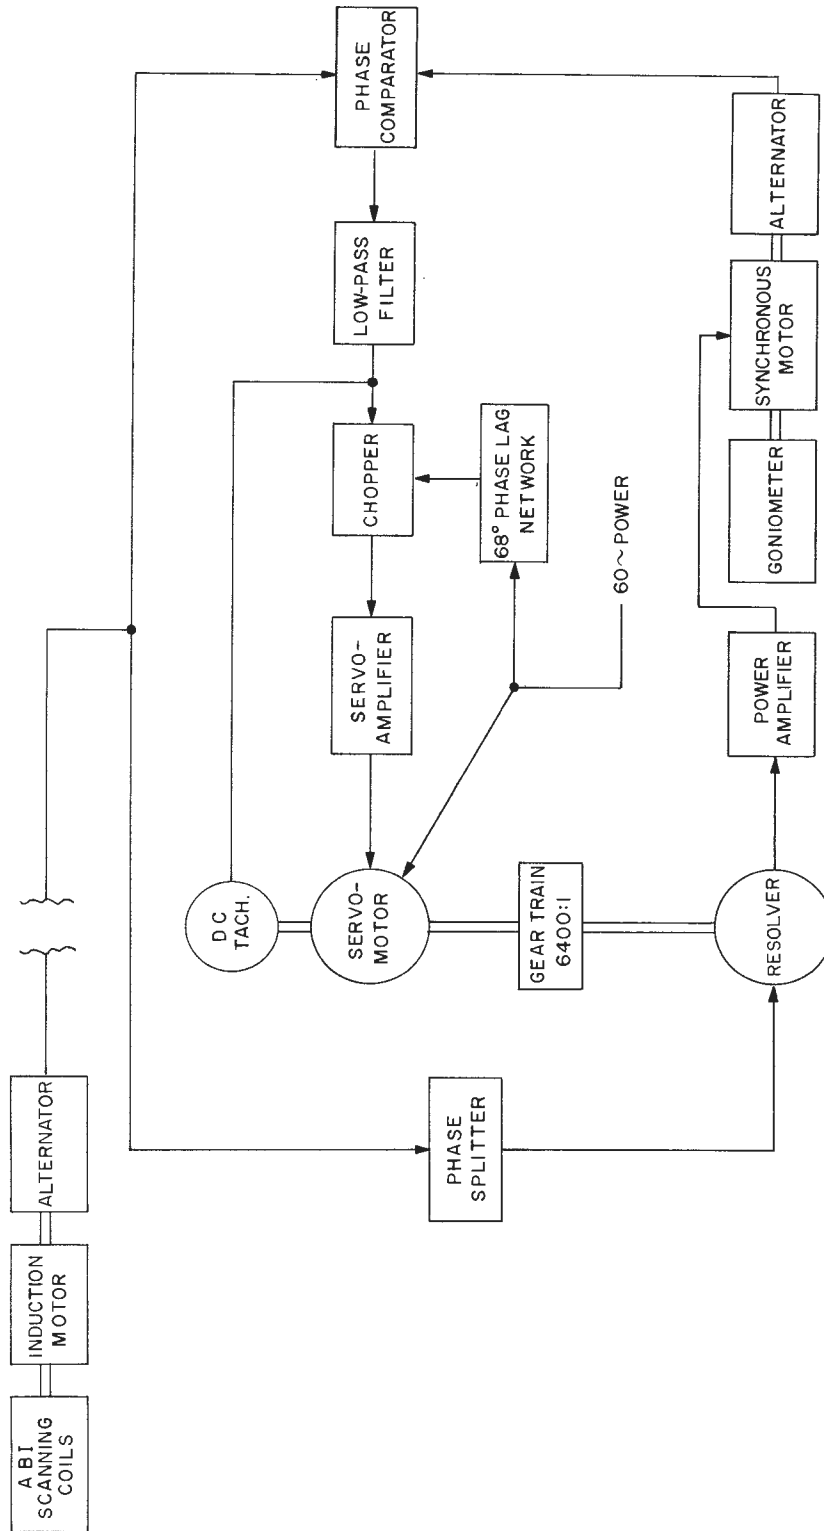 A B I
SCANNING
COILS
INDUCTION
MOTOR
ALTERNATOR
PHASE
SPLITTER
DC
TACH.
SERVO-
MOTOR
GEAR TRAIN
6400:1
RESOLVER
SERVO-
AMPLIFIER
POWER
AMPLIFIER
CHOPPER
68° PHASE LAG
NETWORK
60~POWER
LOW-PASS
FILTER
GONIOMETER
SYNCHRONOUS
MOTOR
ALTERNATOR
PHASE
COMPARATOR